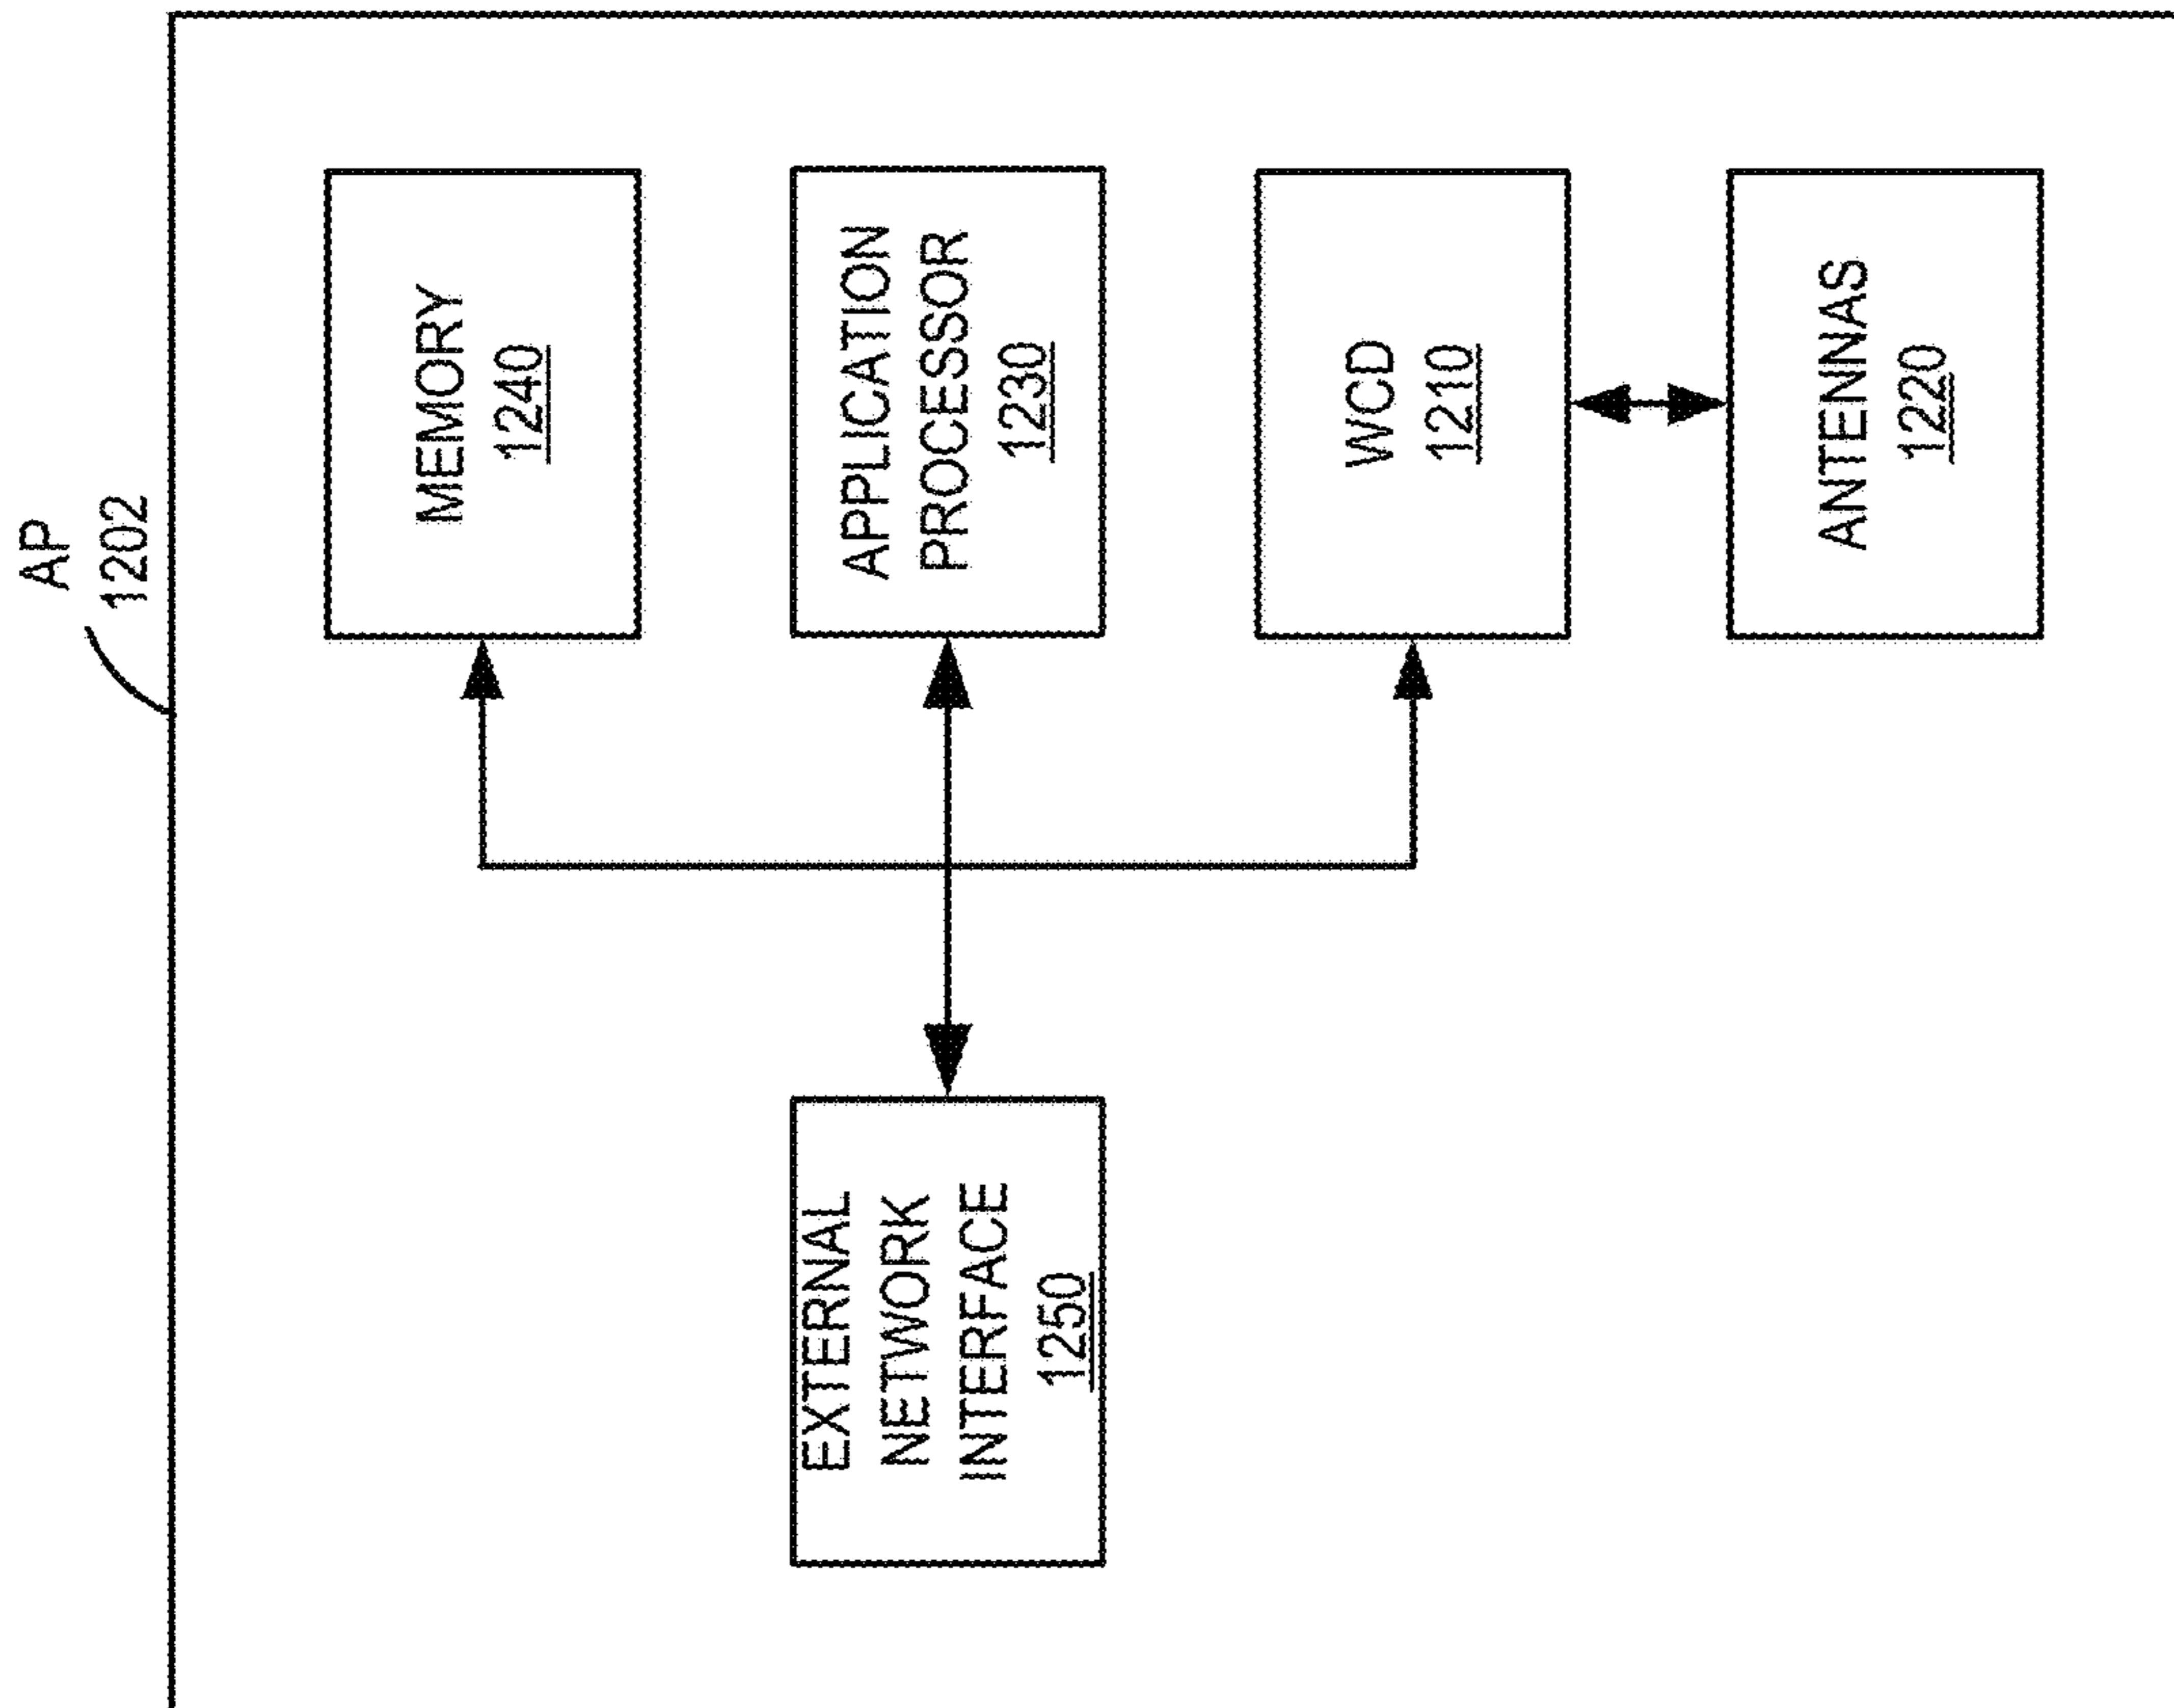 AP
1202
MEMORY
1240
APPLICATION
PROCESSOR
1230
WCD
1210
ANTENNAS
1220
EXTERNAL
NETWORK
INTERFACE
1250